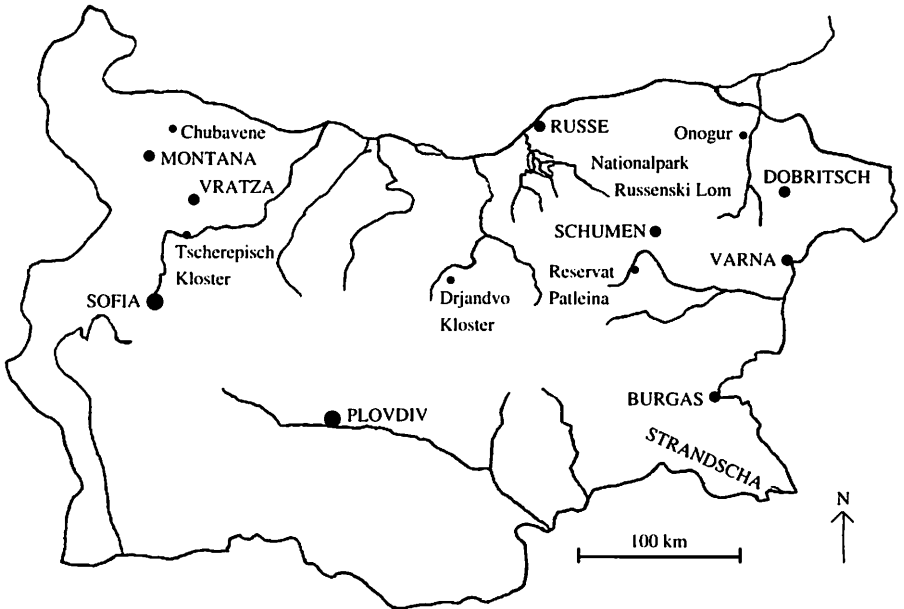 RUSSE
Chubavene
Onogur
MONTANA
Nationalpark
Russenski Lom
VRATZA
DOBRITSCH
SCHUMEN
Tscherepisch
Kloster
VARNA
Reservat
Patleina
SOFIA
Drjandvo
Kloster
BURGAS
PLOVDIV
STRANDSCHA
N
100 km